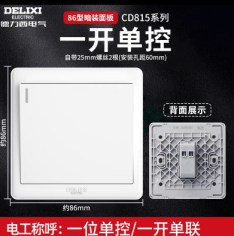 DELIXI
ELECTRIC
德力西电气
86型暗装面板 CD815系列
一开单控
自带25mm螺丝2根(安装孔距60mm)
背面展示
约86mm
DELIXI
约86mm
电工称呼: 一位单控/一开单联